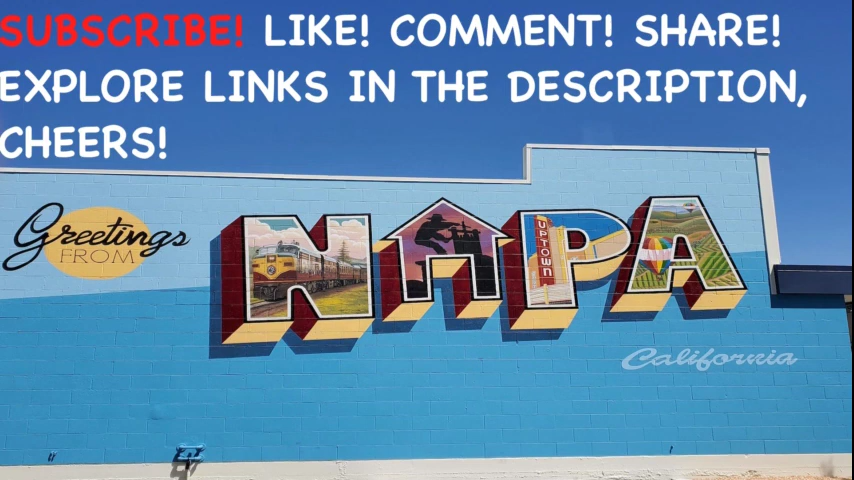 SUBSCRIBE! LIKE! COMMENT! SHARE!
EXPLORE LINKS IN THE DESCRIPTION,
CHEERS!
Greetings
FROM
NAPA
UPTOWN
California